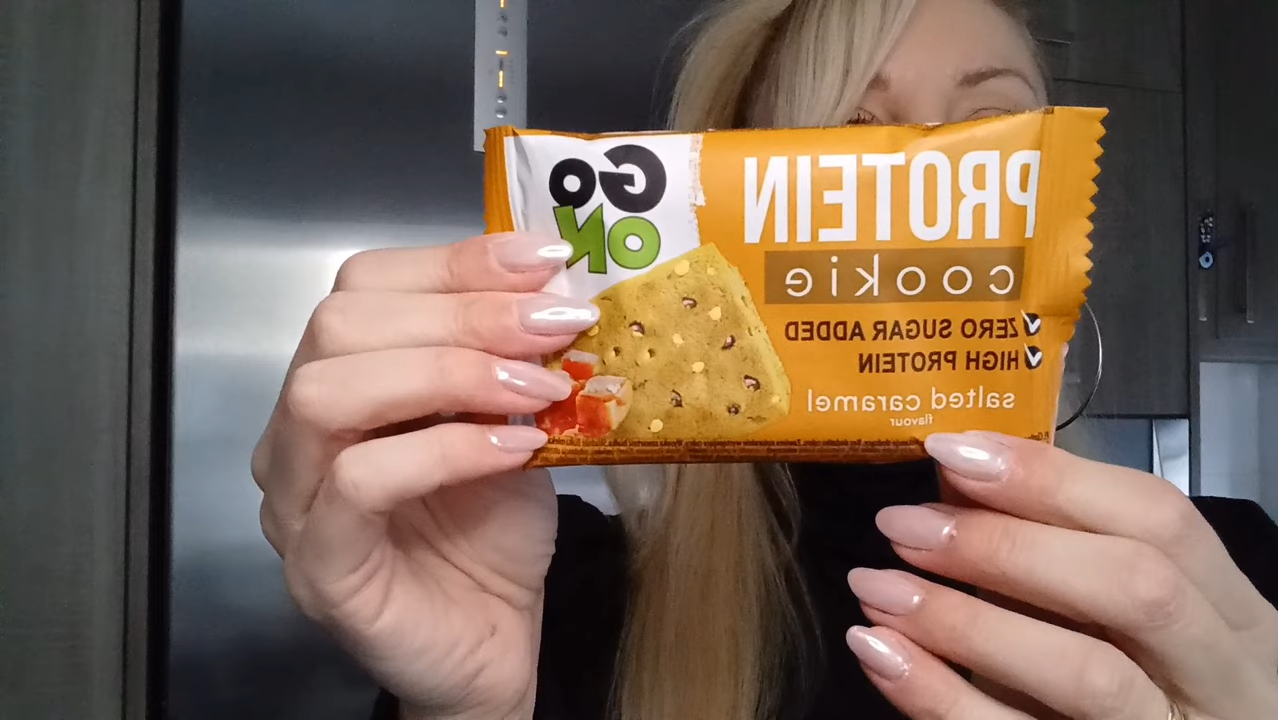 GO
ON
PROTEIN
cookie
ZERO SUGAR ADDED
HIGH PROTEIN
salted caramel
flavour